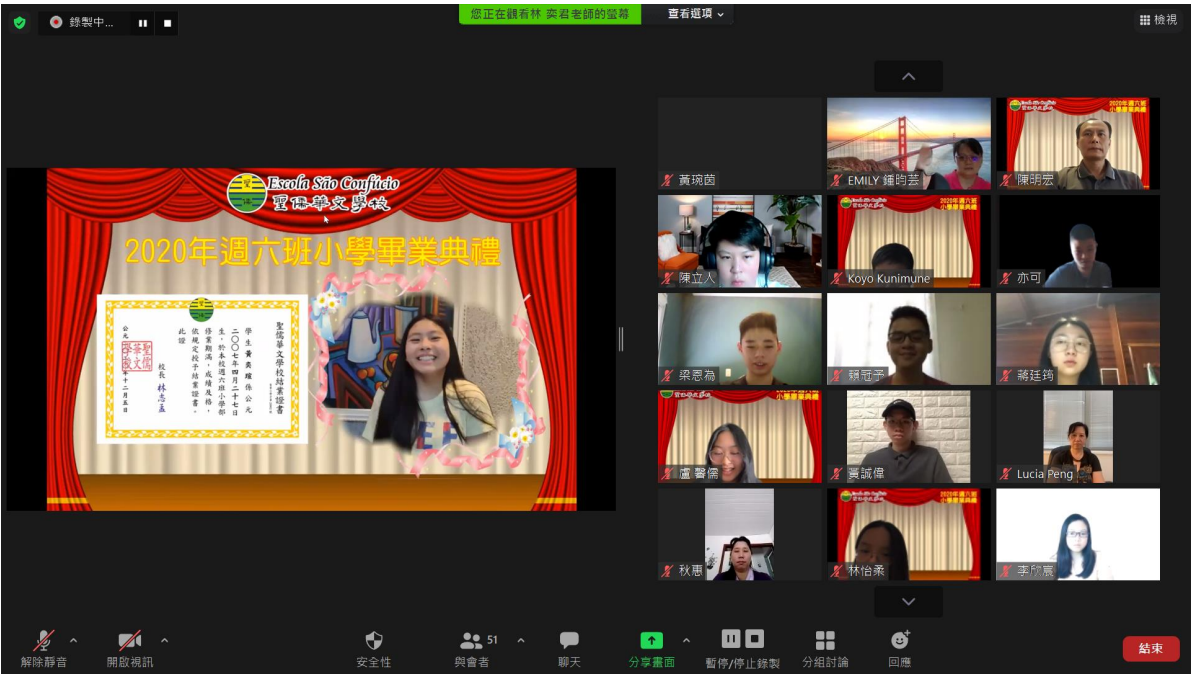 錄製中...
您正在觀看林 奕君老師的螢幕
查看選項
檢視
Escola São Confúcio
聖儒華文學校
2020年週六班小學畢業典禮
聖儒華文學校結業證書
係公元
二〇〇七年四月二十七日
生，於本校週六班小學部
修業期滿，成績及格，
依規定授予結業證書。
此證
校長 林志孟
年十二月五日
黃琬茵
EMILY 鍾昀芸
陳明宏
陳立人
Koyo Kunimune
亦可
梁恩為
賴冠予
蔣廷筠
盧馨儒
黃誠偉
Lucia Peng
秋惠
林怡柔
李欣宸
解除靜音
開啟視訊
安全性
51
與會者
聊天
分享畫面
暫停/停止錄製
分組討論
回應
結束